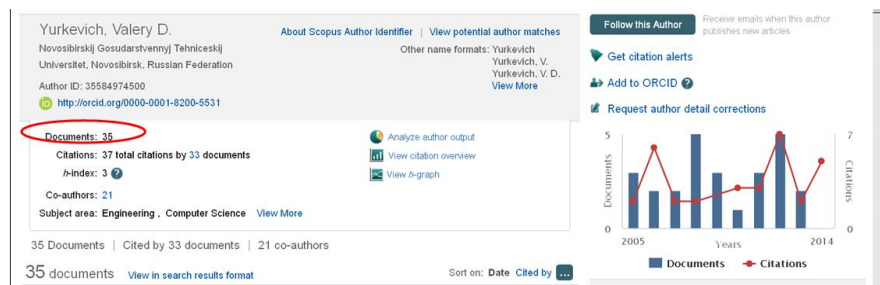 Yurkevich, Valery D.
About Scopus Author Identifier | View potential author matches
Novosibirskij Gosudarstvennyj Tehniceskij
Universitet, Novosibirsk, Russian Federation
Author ID: 35584974500
http://orcid.org/0000-0001-8200-5531
Other name formats: Yurkevich
Yurkevich, V.
Yurkevich, V. D.
View More
Documents: 35
Citations: 37 total citations by 33 documents
h-index: 3
Co-authors: 21
Subject area: Engineering , Computer Science View More
Analyze author output
View citation overview
View h-graph
35 Documents | Cited by 33 documents | 21 co-authors
35 documents View in search results format
Sort on: Date Cited by ...
Follow this Author
Receive emails when this author
publishes new articles
Get citation alerts
Add to ORCID
Request author detail corrections
5
7
Documents
Citations
0
0
2005
Years
2014
Documents
Citations